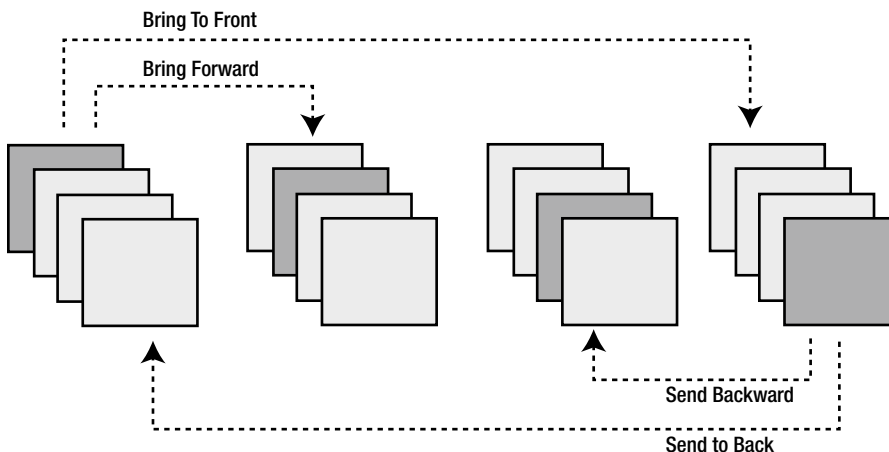 Bring To Front
Bring Forward
Send Backward
Send to Back